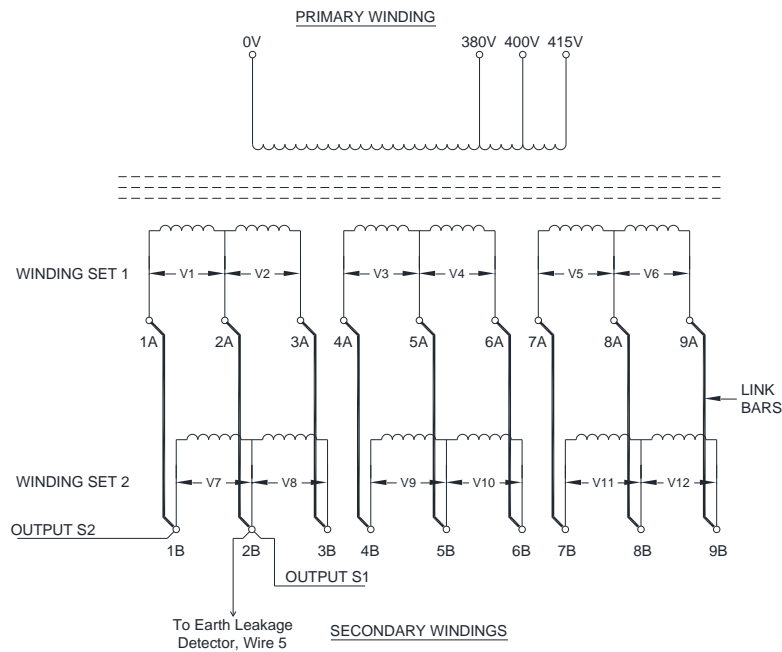 PRIMARY WINDING
0V 380V 400V 415V
WINDING SET 1
V1 V2 V3 V4 V5 V6
1A 2A 3A 4A 5A 6A 7A 8A 9A
LINK
BARS
WINDING SET 2
V7 V8 V9 V10 V11 V12
OUTPUT S2
1B 2B 3B 4B 5B 6B 7B 8B 9B
OUTPUT S1
To Earth Leakage
Detector, Wire 5
SECONDARY WINDINGS